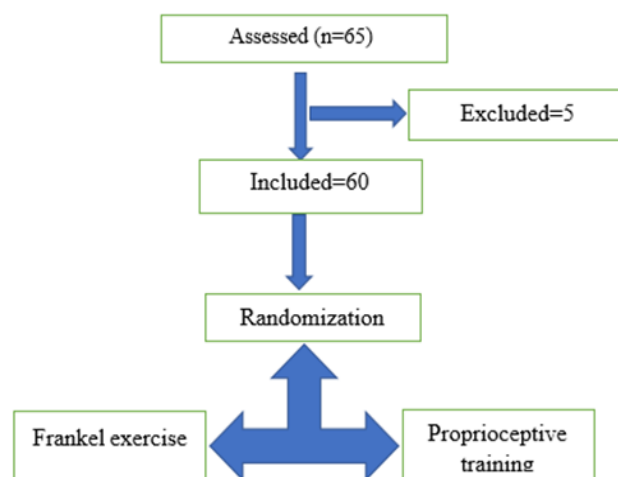 Assessed (n=65)
Excluded=5
Included=60
Randomization
Frankel exercise
Proprioceptive
training